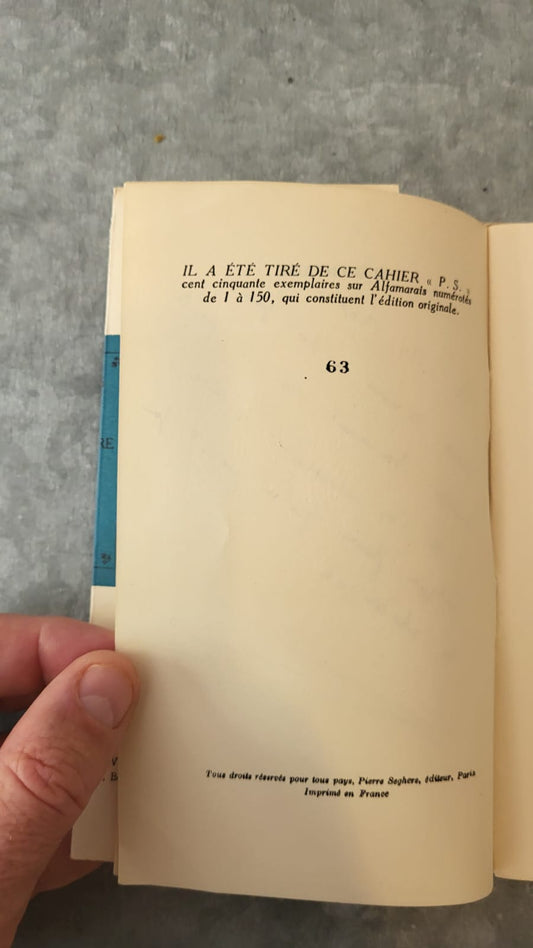 IL A ÉTÉ TIRÉ DE CE CAHIER « P. S. »
cent cinquante exemplaires sur Alfamarais numérotés
de 1 à 150, qui constituent l'édition originale.
63
RE
V
. B
Tous droits réservés pour tous pays, Pierre Seghers, éditeur, Paris
Imprimé en France